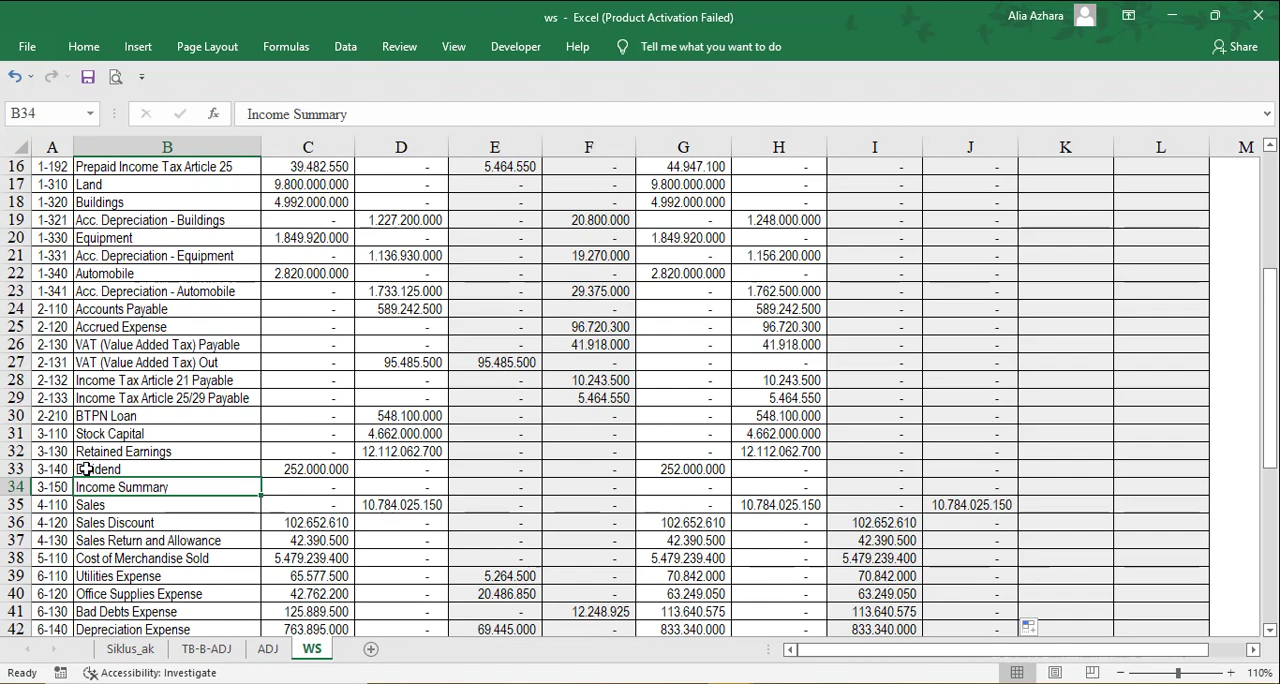 ws - Excel (Product Activation Failed)
Alia Azhara
File Home Insert Page Layout Formulas Data Review View Developer Help Tell me what you want to do Share
B34 fx Income Summary
A B C D E F G H I J K L M
16 1-192 Prepaid Income Tax Article 25 39.482.550 - 5.464.550 - 44.947.100 - - -
17 1-310 Land 9.800.000.000 - - - 9.800.000.000 - - -
18 1-320 Buildings 4.992.000.000 - - - 4.992.000.000 - - -
19 1-321 Acc. Depreciation - Buildings - 1.227.200.000 - 20.800.000 - 1.248.000.000 - -
20 1-330 Equipment 1.849.920.000 - - - 1.849.920.000 - - -
21 1-331 Acc. Depreciation - Equipment - 1.136.930.000 - 19.270.000 - 1.156.200.000 - -
22 1-340 Automobile 2.820.000.000 - - - 2.820.000.000 - - -
23 1-341 Acc. Depreciation - Automobile - 1.733.125.000 - 29.375.000 - 1.762.500.000 - -
24 2-110 Accounts Payable - 589.242.500 - - - 589.242.500 - -
25 2-120 Accrued Expense - - - 96.720.300 - 96.720.300 - -
26 2-130 VAT (Value Added Tax) Payable - - - 41.918.000 - 41.918.000 - -
27 2-131 VAT (Value Added Tax) Out - 95.485.500 95.485.500 - - - - -
28 2-132 Income Tax Article 21 Payable - - - 10.243.500 - 10.243.500 - -
29 2-133 Income Tax Article 25/29 Payable - - - 5.464.550 - 5.464.550 - -
30 2-210 BTPN Loan - 548.100.000 - - - 548.100.000 - -
31 3-110 Stock Capital - 4.662.000.000 - - - 4.662.000.000 - -
32 3-130 Retained Earnings - 12.112.062.700 - - - 12.112.062.700 - -
33 3-140 252.000.000 - - - 252.000.000 - - -
34 3-150 Income Summary - - - - - - - -
35 4-110 Sales - 10.784.025.150 - - - 10.784.025.150 - 10.784.025.150
36 4-120 Sales Discount 102.652.610 - - - 102.652.610 - 102.652.610 -
37 4-130 Sales Return and Allowance 42.390.500 - - - 42.390.500 - 42.390.500 -
38 5-110 Cost of Merchandise Sold 5.479.239.400 - - - 5.479.239.400 - 5.479.239.400 -
39 6-110 Utilities Expense 65.577.500 - 5.264.500 - 70.842.000 - 70.842.000 -
40 6-120 Office Supplies Expense 42.762.200 - 20.486.850 - 63.249.050 - 63.249.050 -
41 6-130 Bad Debts Expense 125.889.500 - - 12.248.925 113.640.575 - 113.640.575 -
42 6-140 Depreciation Expense 763.895.000 - 69.445.000 - 833.340.000 - 833.340.000 -
Siklus_ak TB-B-ADJ ADJ WS
Ready Accessibility: Investigate 110%